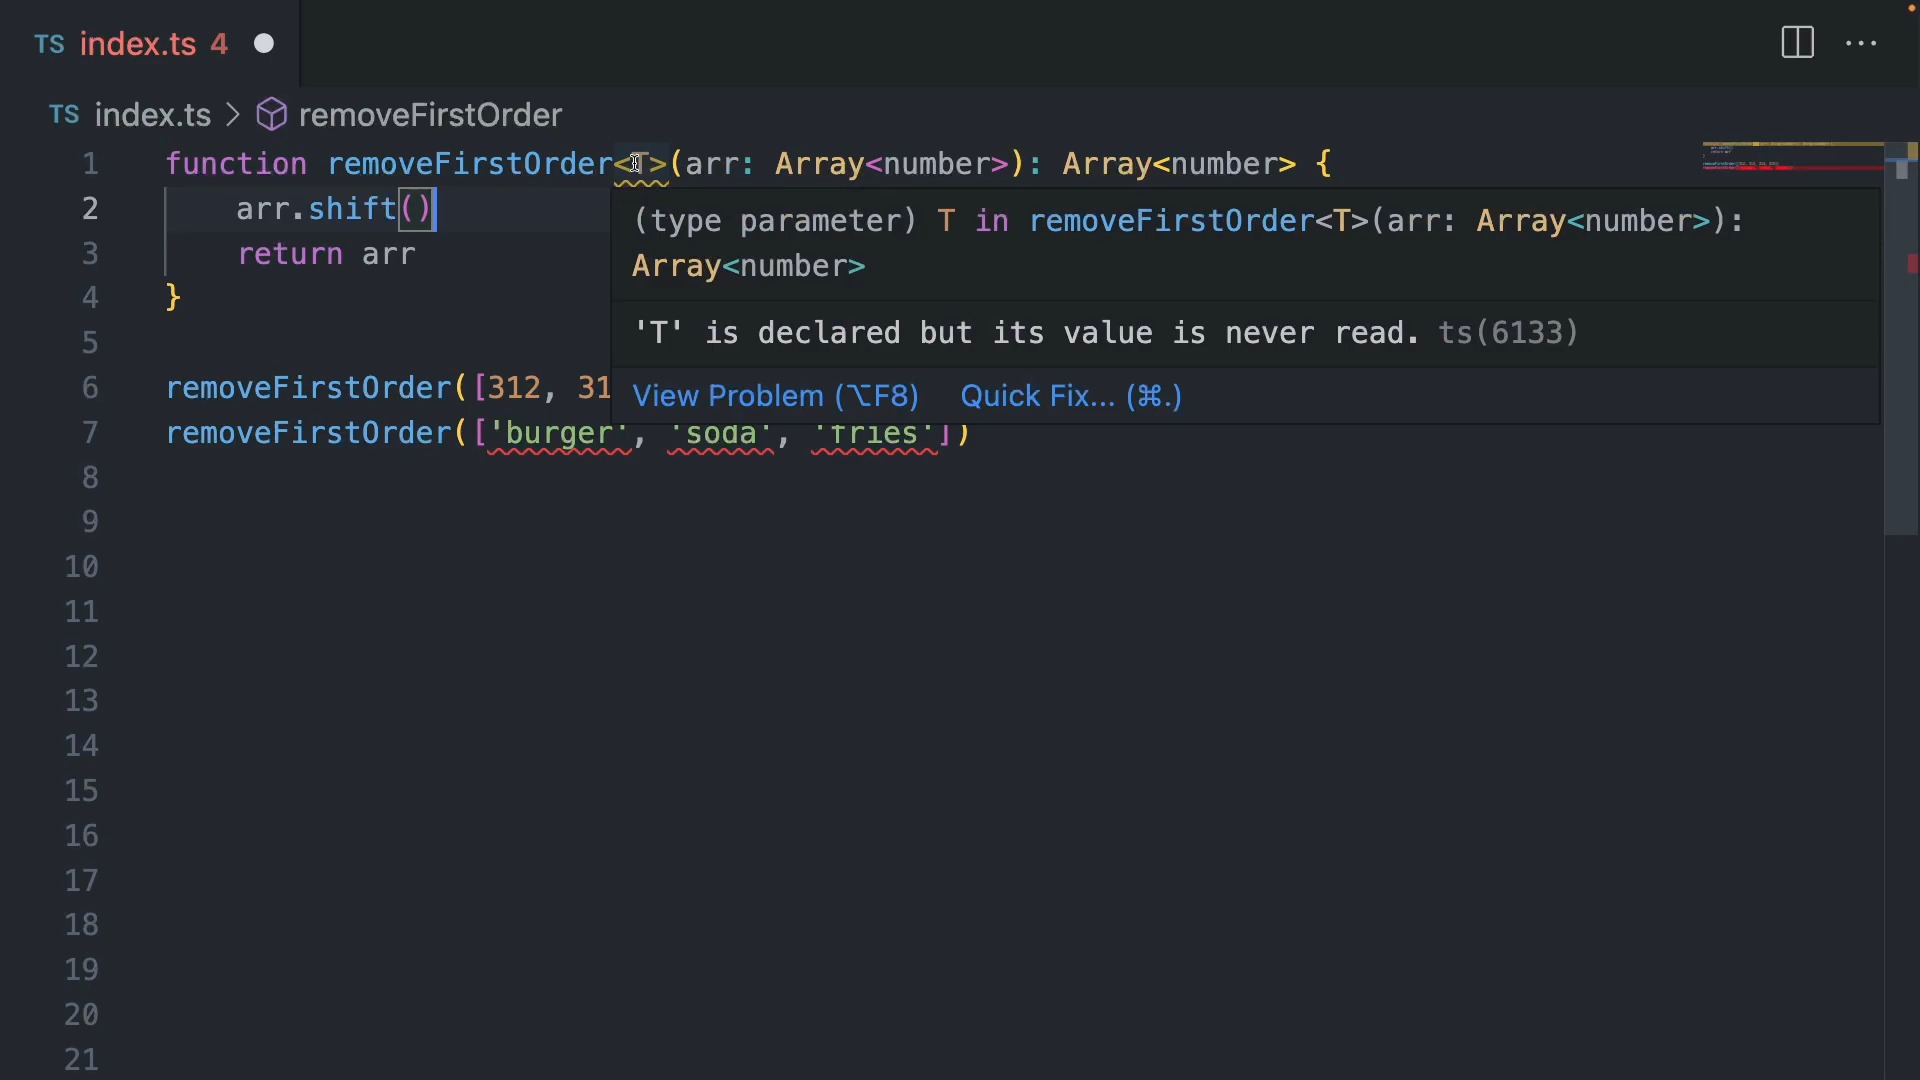 TS index.ts 4
TS index.ts > removeFirstOrder
1 function removeFirstOrder<T>(arr: Array<number>): Array<number> {
2 arr.shift()
3 return arr
4 }
5
6 removeFirstOrder([312, 31
7 removeFirstOrder(['burger', 'soda', 'fries'])
8
9
10
11
12
13
14
15
16
17
18
19
20
21
(type parameter) T in removeFirstOrder<T>(arr: Array<number>):
Array<number>
'T' is declared but its value is never read. ts(6133)
View Problem (⌥F8) Quick Fix... (⌘.)